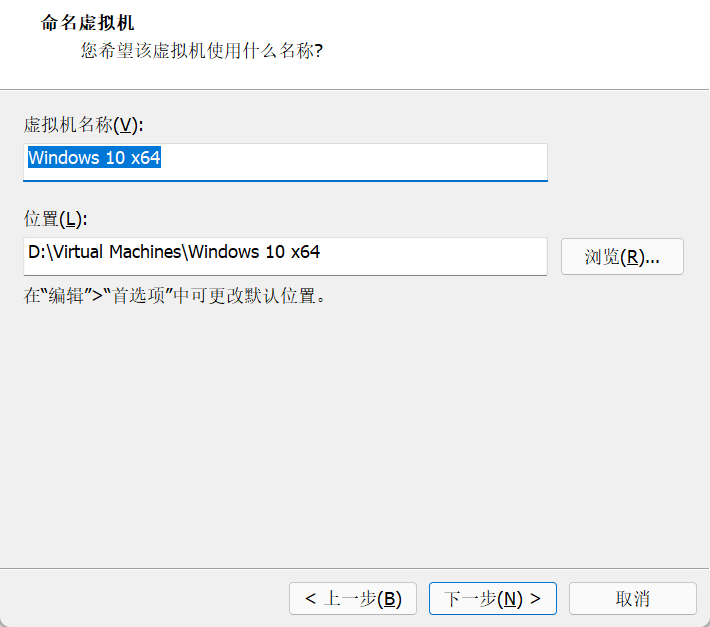 命名虚拟机
您希望该虚拟机使用什么名称?
虚拟机名称(V):
Windows 10 x64
位置(L):
D:\Virtual Machines\Windows 10 x64
浏览(R)...
在“编辑”>“首选项”中可更改默认位置。
< 上一步(B)
下一步(N) >
取消